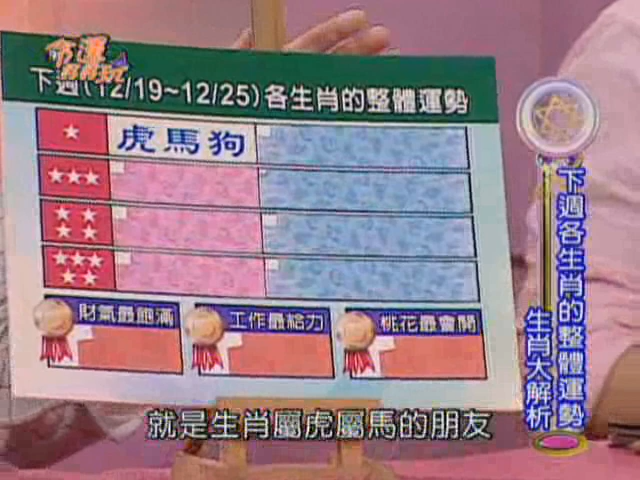 命運好好玩
下週(12/19~12/25)各生肖的整體運勢
★ 虎馬狗
★★★
★★
★★
★★★
★★
財氣最飽滿
工作最給力
桃花最會開
下週各生肖的整體運勢
生肖大解析
就是生肖屬虎屬馬的朋友